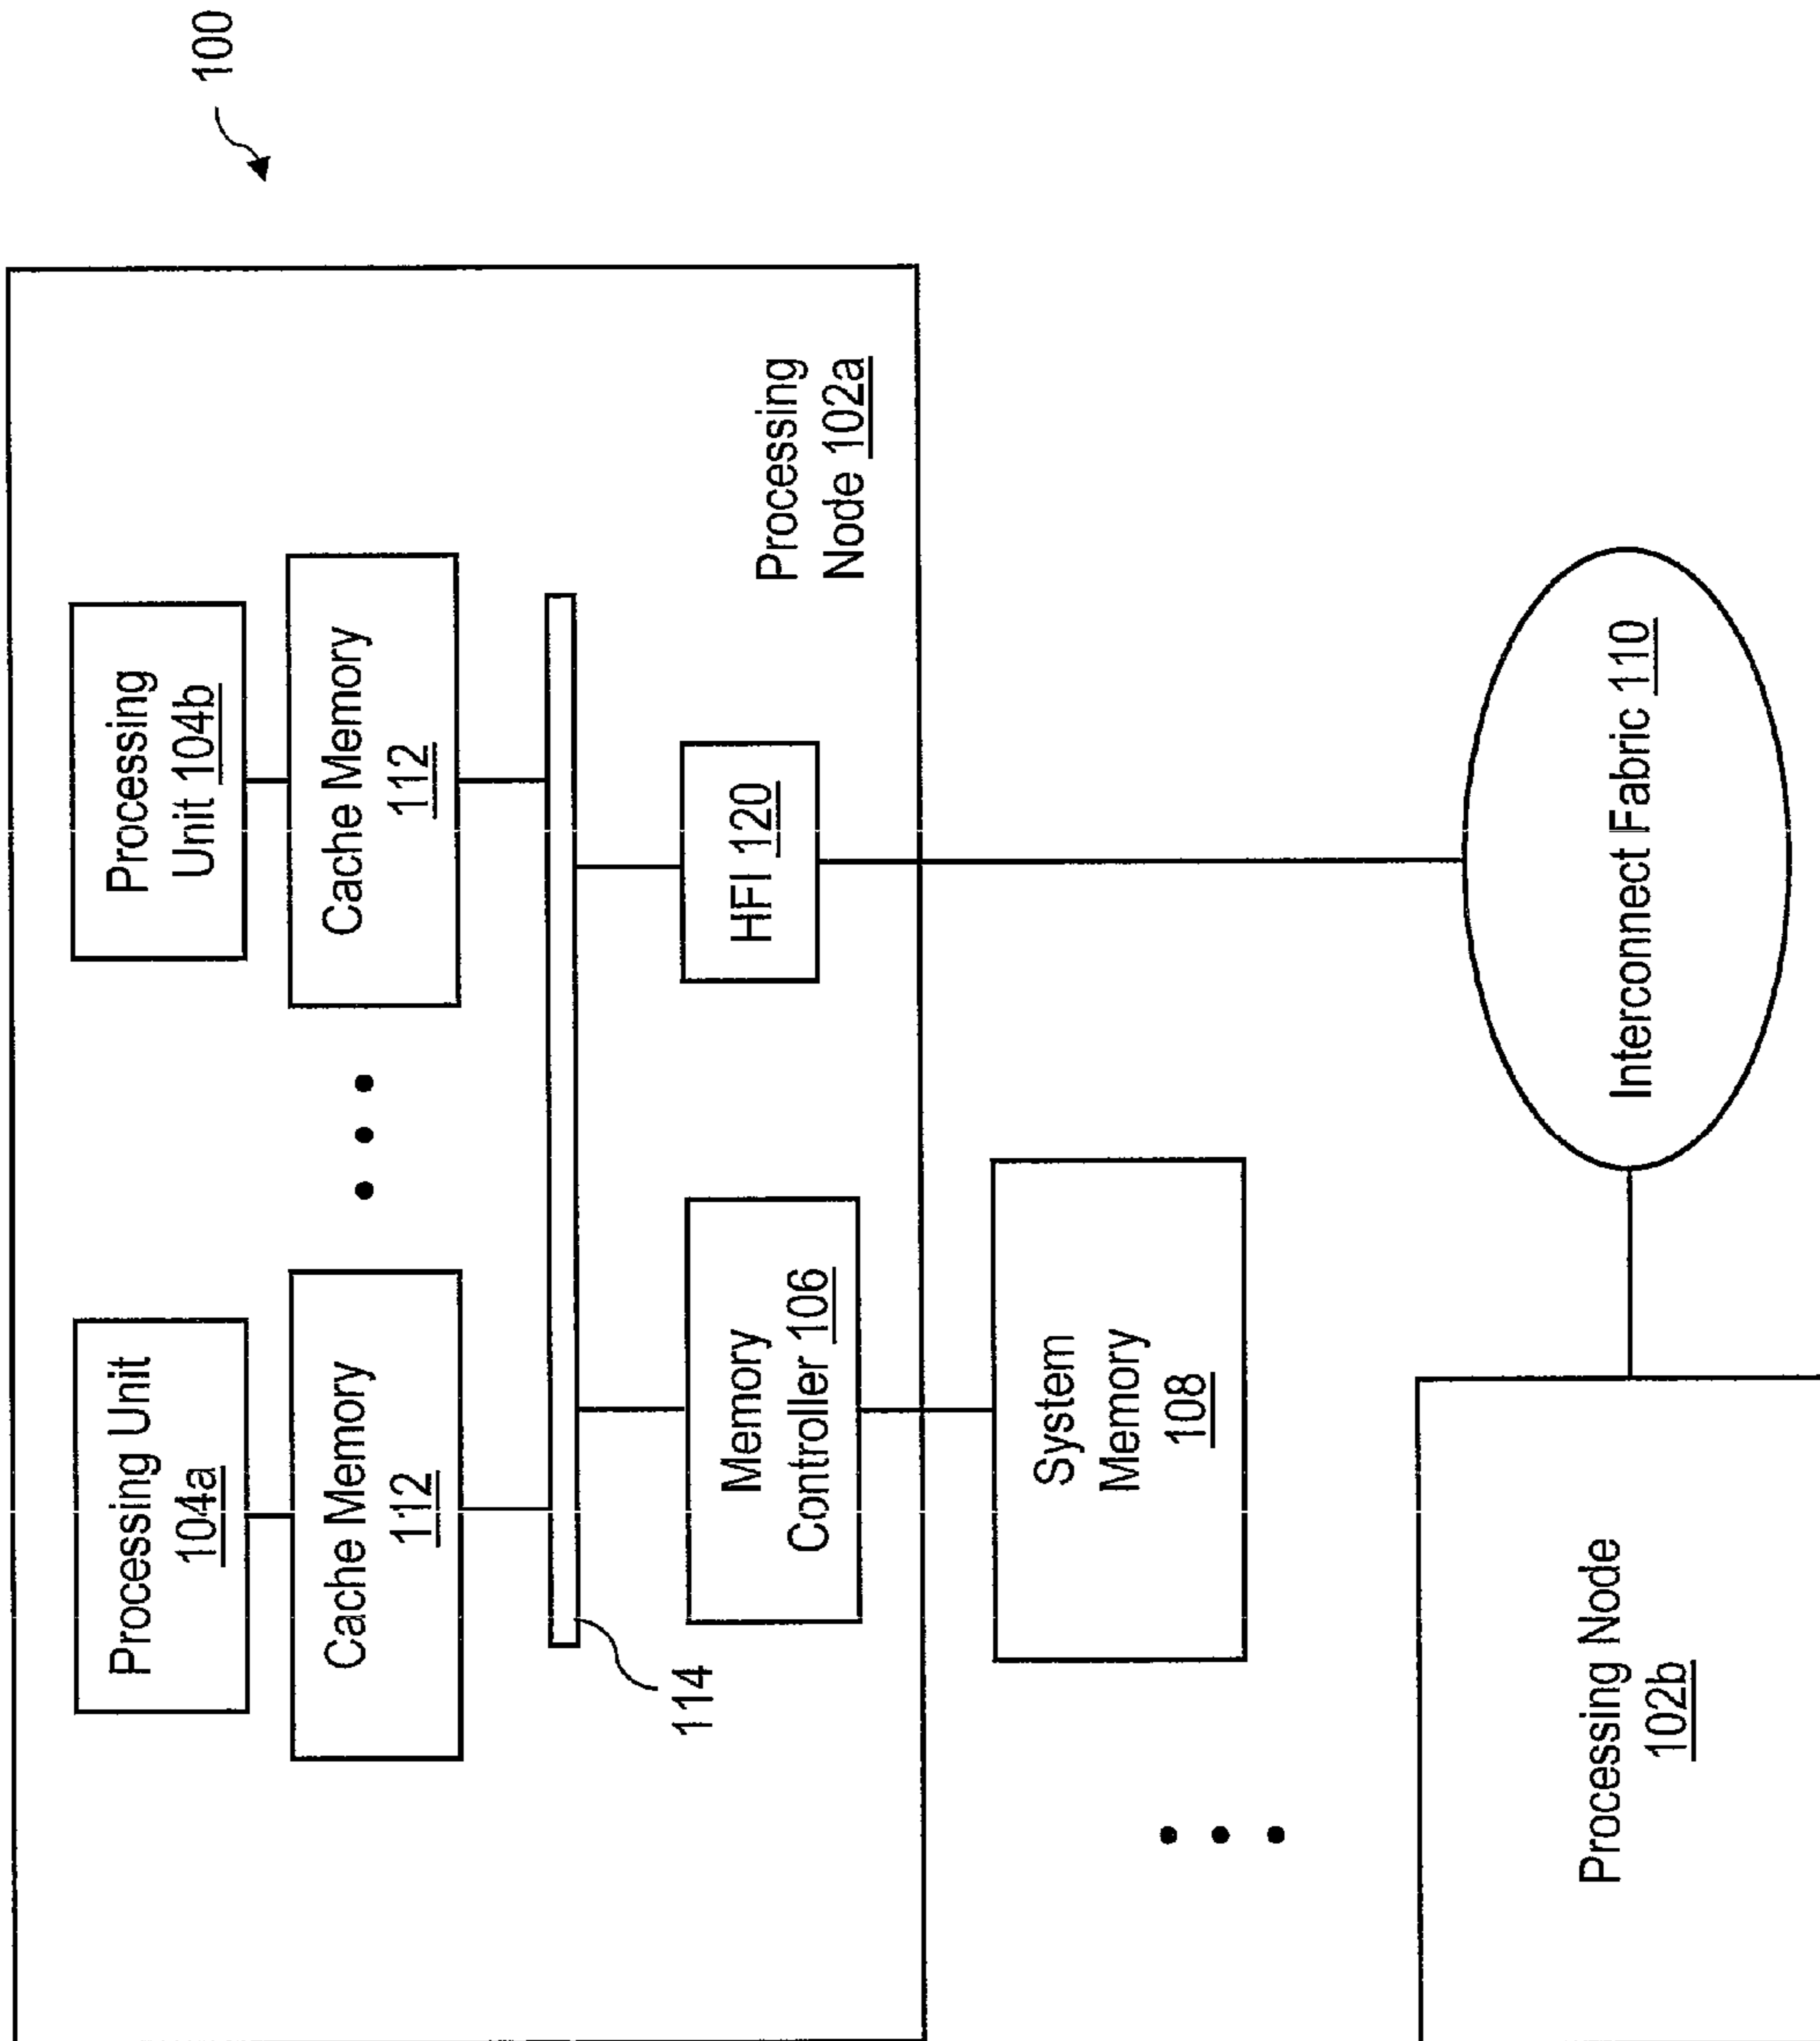 100
Processing Unit
104a
Processing
Unit 104b
Cache Memory
112
Cache Memory
112
114
Memory
Controller 106
HFI 120
Processing
Node 102a
System
Memory
108
Processing Node
102b
Interconnect Fabric 110